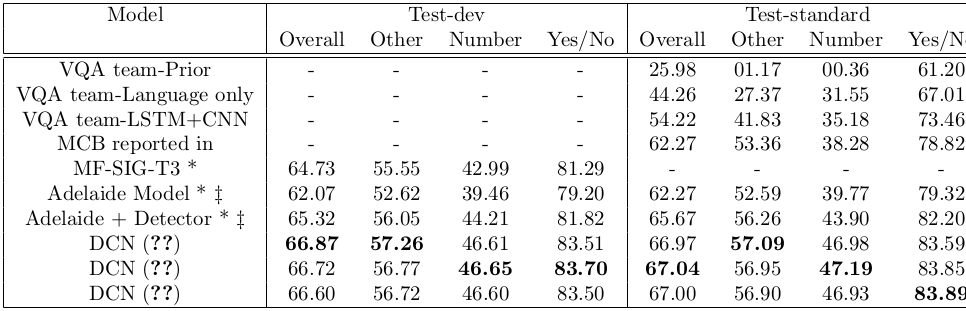 Model Test-dev Test-standard
Overall Other Number Yes/No Overall Other Number Yes/No
VQA team-Prior - - - - 25.98 01.17 00.36 61.20
VQA team-Language only - - - - 44.26 27.37 31.55 67.01
VQA team-LSTM+CNN - - - - 54.22 41.83 35.18 73.46
MCB reported in - - - - 62.27 53.36 38.28 78.82
MF-SIG-T3 * 64.73 55.55 42.99 81.29 - - - -
Adelaide Model * ‡ 62.07 52.62 39.46 79.20 62.27 52.59 39.77 79.32
Adelaide + Detector * ‡ 65.32 56.05 44.21 81.82 65.67 56.26 43.90 82.20
DCN (??) 66.87 57.26 46.61 83.51 66.97 57.09 46.98 83.59
DCN (??) 66.72 56.77 46.65 83.70 67.04 56.95 47.19 83.85
DCN (??) 66.60 56.72 46.60 83.50 67.00 56.90 46.93 83.89